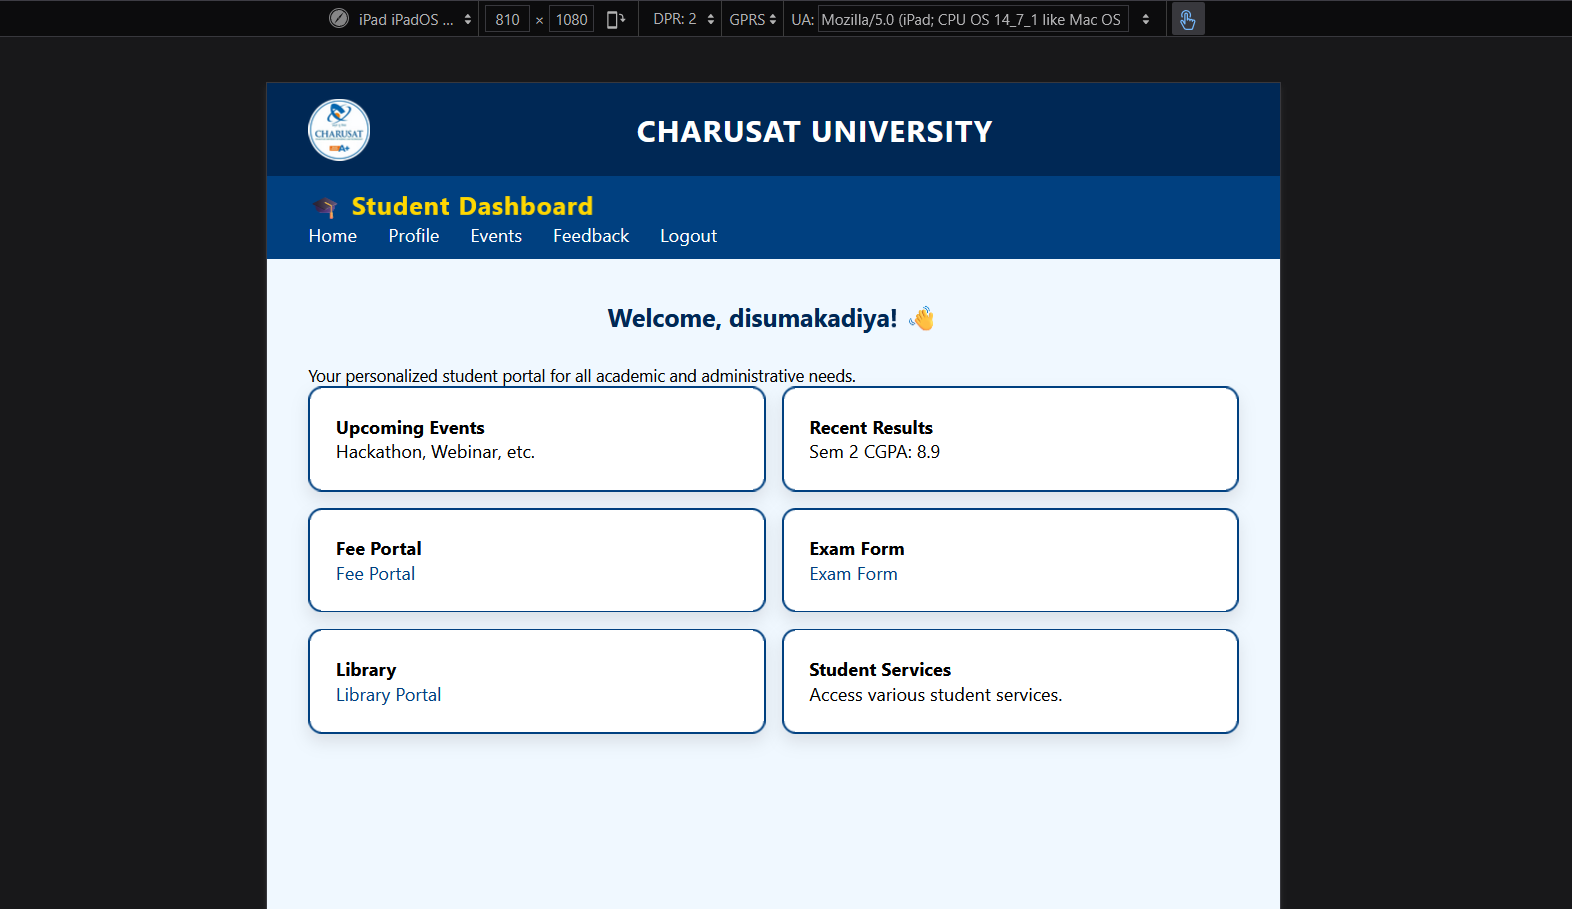 iPad iPadOS ... 810 × 1080 DPR: 2 GPRS UA: Mozilla/5.0 (iPad; CPU OS 14_7_1 like Mac OS
CHARUSAT
A+
CHARUSAT UNIVERSITY
🎓 Student Dashboard
Home Profile Events Feedback Logout
Welcome, disumakadiya! 👋
Your personalized student portal for all academic and administrative needs.
Upcoming Events
Hackathon, Webinar, etc.
Recent Results
Sem 2 CGPA: 8.9
Fee Portal
Fee Portal
Exam Form
Exam Form
Library
Library Portal
Student Services
Access various student services.